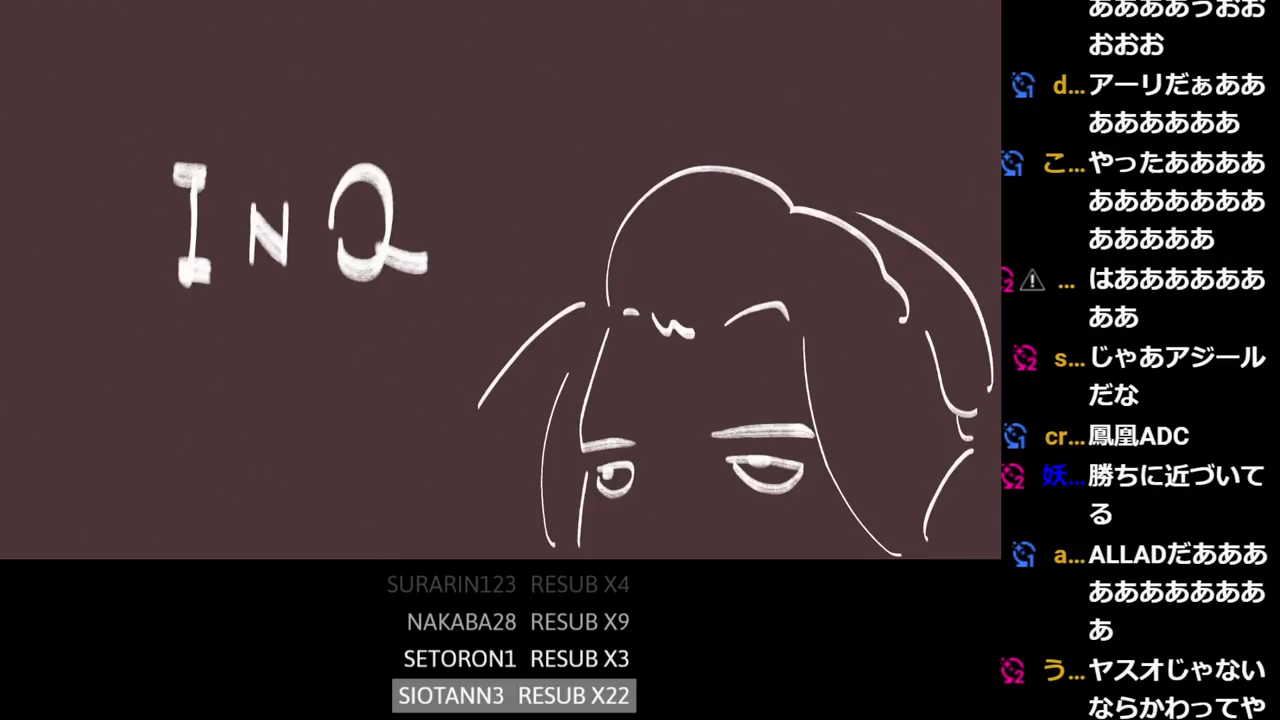 I N Q
SURARIN123 RESUB X4
NAKABA28 RESUB X9
SETORON1 RESUB X3
SIOTANN3 RESUB X22
ああああうおお
おおお
d... アーリだぁああ
ああああああ
こ... やったああああ
あああああああ
あああああ
... はああああああ
ああ
s... じゃあアジール
だな
cr... 鳳凰ADC
妖... 勝ちに近づいて
る
a... ALLADだあああ
あああああああ
あ
う... ヤスオじゃない
ならかわってや